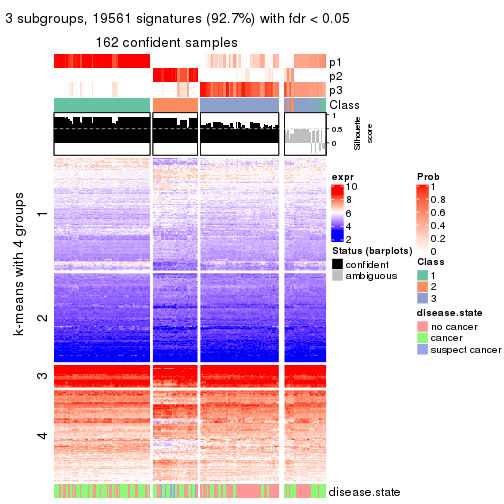 3 subgroups, 19561 signatures (92.7%) with fdr < 0.05
162 confident samples
p1
p2
p3
Class
1
0.5
0
Silhouette
score
k-means with 4 groups
1
2
3
4
expr
10
8
6
4
2
Status (barplots)
confident
ambiguous
Prob
1
0.8
0.6
0.4
0.2
0
Class
1
2
3
disease.state
no cancer
cancer
suspect cancer
disease.state